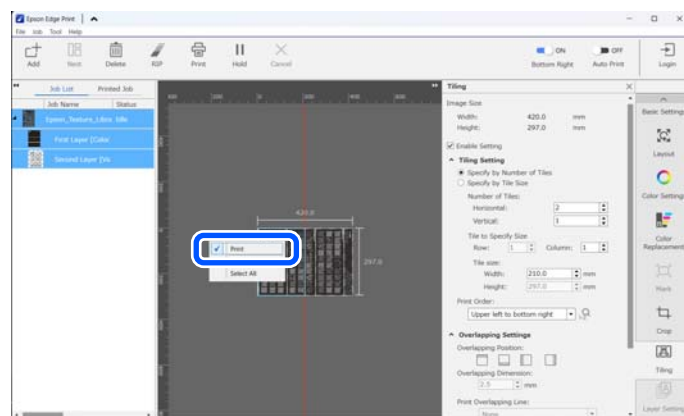 Epson Edge Print
File Job Tool Help
Add Nest Delete RIP Print Hold Cancel ON Bottom Right OFF Auto Print Login
Job List Printed Job
Job Name Status
Epson_Texture_Libra Idle
First Layer [Color
Second Layer [Va
Tiling
Image Size
Width: 420.0 mm
Height: 297.0 mm
Enable Setting
Tiling Setting
Specify by Number of Tiles
Specify by Tile Size
Number of Tiles:
Horizontal: 2
Vertical: 1
Tile to Specify Size
Row: 1 Column: 1
Tile size:
Width: 210.0 mm
Height: 297.0 mm
Print Order:
Upper left to bottom right
Overlapping Settings
Overlapping Position:
Overlapping Dimension:
2.5 mm
Print Overlapping Line:
None
420.0
297.0
Print
Select All
Basic Settings
Layout
Color Settings
Color
Replacement
Mark
Crop
Tiling
Layer Settings